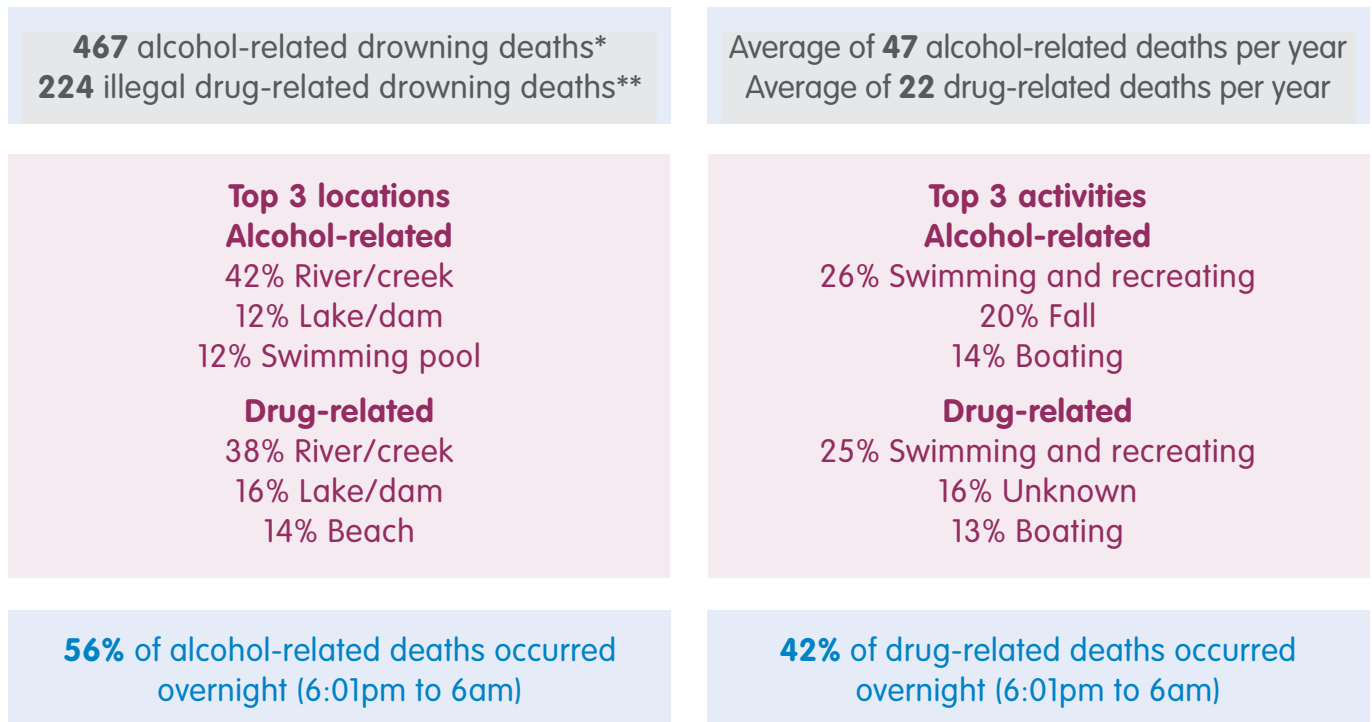 467 alcohol-related drowning deaths*
224 illegal drug-related drowning deaths**
Average of 47 alcohol-related deaths per year
Average of 22 drug-related deaths per year
Top 3 locations
Alcohol-related
42% River/creek
12% Lake/dam
12% Swimming pool
Drug-related
38% River/creek
16% Lake/dam
14% Beach
Top 3 activities
Alcohol-related
26% Swimming and recreating
20% Fall
14% Boating
Drug-related
25% Swimming and recreating
16% Unknown
13% Boating
56% of alcohol-related deaths occurred
overnight (6:01pm to 6am)
42% of drug-related deaths occurred
overnight (6:01pm to 6am)